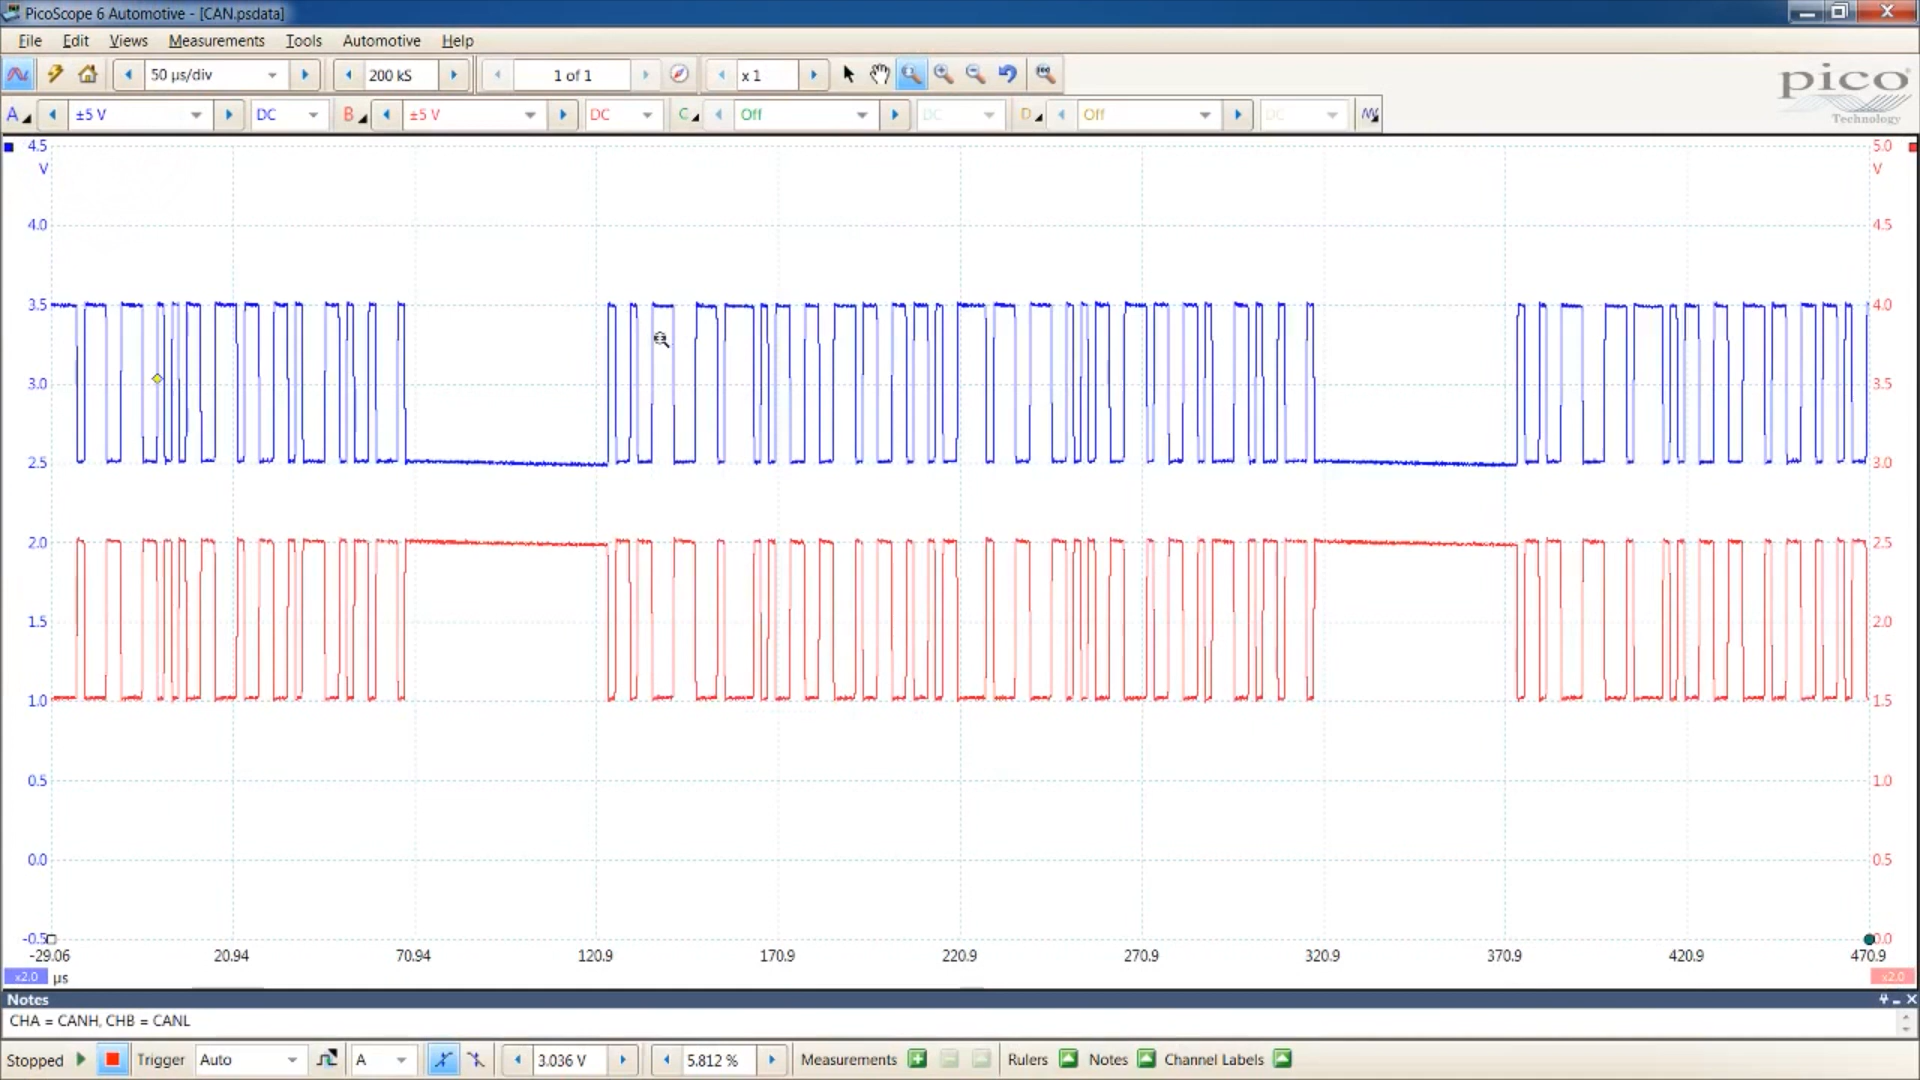 PicoScope 6 Automotive - [CAN.psdata]
File Edit Views Measurements Tools Automotive Help
50 µs/div 200 kS 1 of 1 x 1
pico
Technology
A ±5 V DC B ±5 V DC C Off DC D Off DC
4.5 5.0
V V
4.0 4.5
3.5 4.0
3.0 3.5
2.5 3.0
2.0 2.5
1.5 2.0
1.0 1.5
0.5 1.0
0.0 0.5
-0.5 0.0
-29.06 20.94 70.94 120.9 170.9 220.9 270.9 320.9 370.9 420.9 470.9
x2.0 µs x2.0
Notes
CHA = CANH, CHB = CANL
Stopped Trigger Auto A 3.036 V 5.812 % Measurements Rulers Notes Channel Labels